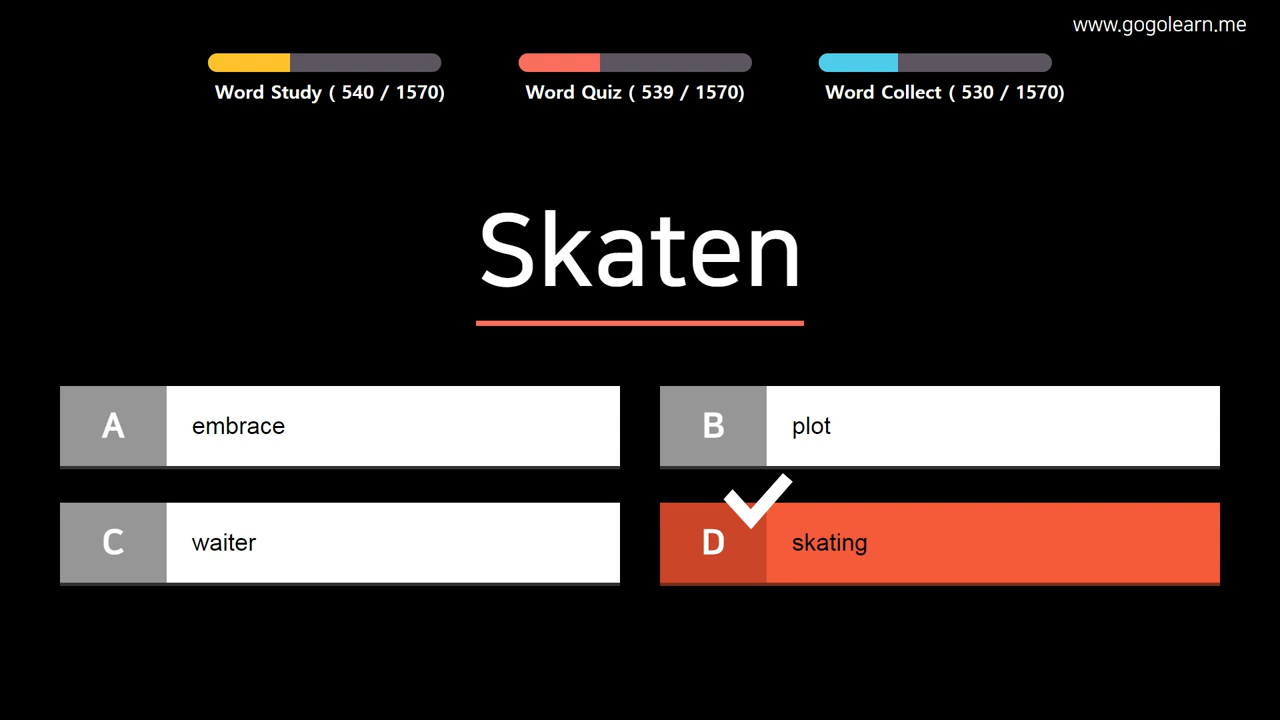 www.gogolearn.me
Word Study ( 540 / 1570)
Word Quiz ( 539 / 1570)
Word Collect ( 530 / 1570)
Skaten
A embrace
B plot
C waiter
D skating